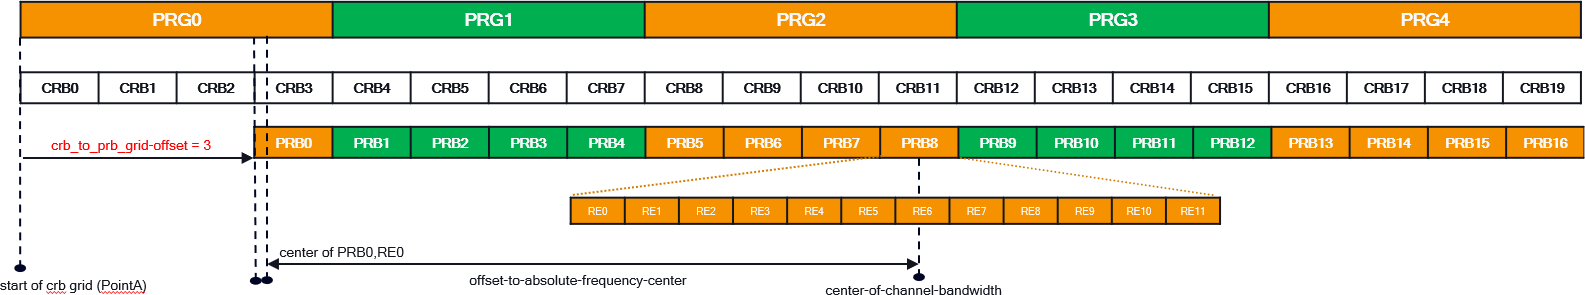 PRG0 PRG1 PRG2 PRG3 PRG4
CRB0 CRB1 CRB2 CRB3 CRB4 CRB5 CRB6 CRB7 CRB8 CRB9 CRB10 CRB11 CRB12 CRB13 CRB14 CRB15 CRB16 CRB17 CRB18 CRB19
crb_to_prb_grid-offset = 3 PRB0 PRB1 PRB2 PRB3 PRB4 PRB5 PRB6 PRB7 PRB8 PRB9 PRB10 PRB11 PRB12 PRB13 PRB14 PRB15 PRB16
RE0 RE1 RE2 RE3 RE4 RE5 RE6 RE7 RE8 RE9 RE10 RE11
center of PRB0,RE0
offset-to-absolute-frequency-center
start of crb grid (PointA)
center-of-channel-bandwidth